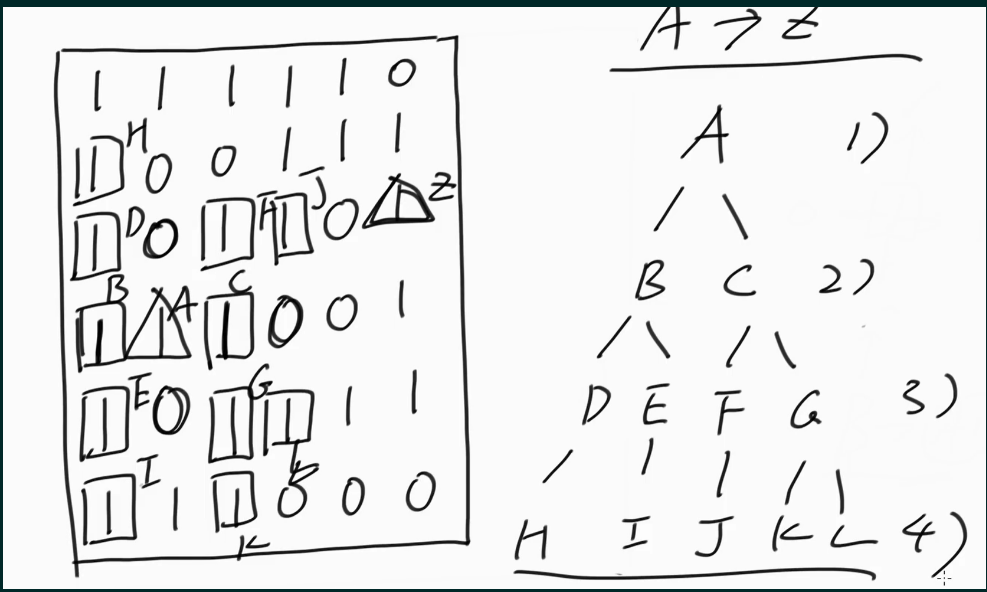 A → Z
1 1 1 1 1 0
1 H 0 0 1 1 1
1 D 0 1 F 1 J 0 1 Z
1 B 1 A 1 C 0 0 1
1 E 0 1 G 1 1 1
1 I 1 1 0 0 0
K L
A 1)
B C 2)
D E F G 3)
H I J K L 4)